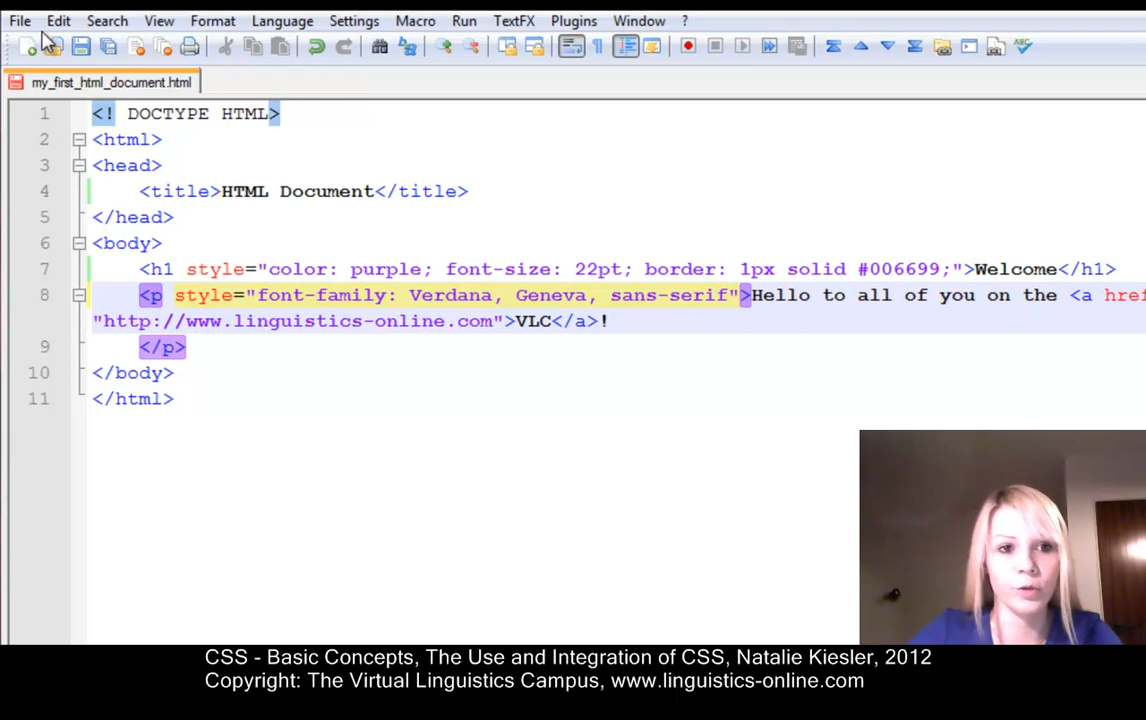 File Edit Search View Format Language Settings Macro Run TextFX Plugins Window ?
my_first_html_document.html
1 <! DOCTYPE HTML>
2 <html>
3 <head>
4 <title>HTML Document</title>
5 </head>
6 <body>
7 <h1 style="color: purple; font-size: 22pt; border: 1px solid #006699;">Welcome</h1>
8 <p style="font-family: Verdana, Geneva, sans-serif">Hello to all of you on the <a href
"http://www.linguistics-online.com">VLC</a>!
9 </p>
10 </body>
11 </html>
CSS - Basic Concepts, The Use and Integration of CSS, Natalie Kiesler, 2012
Copyright: The Virtual Linguistics Campus, www.linguistics-online.com